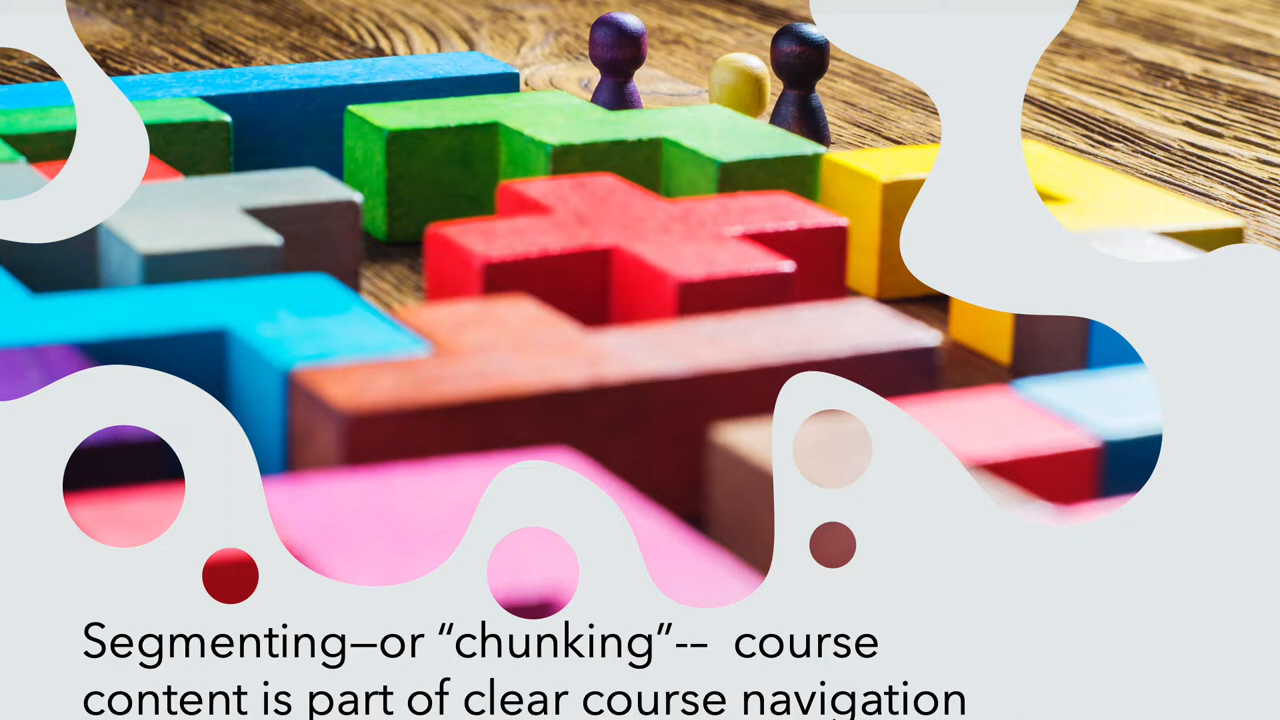 Segmenting—or “chunking”-– course
content is part of clear course navigation